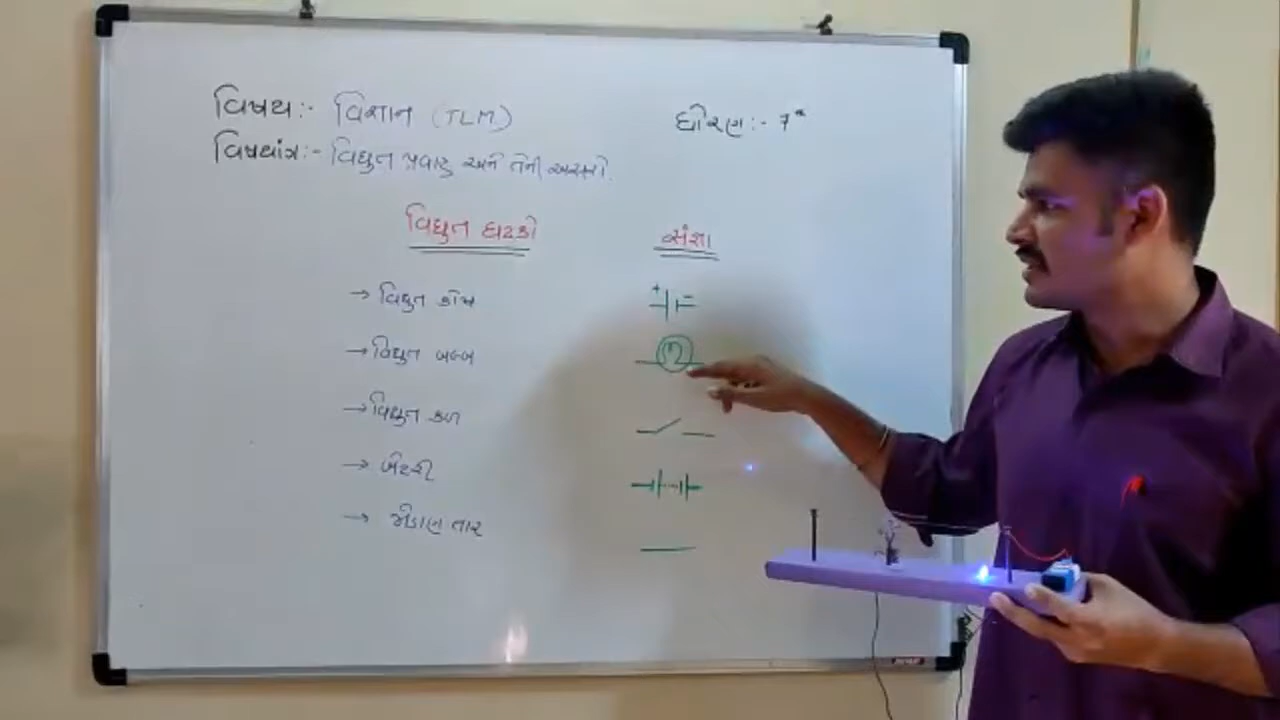 વિષય:- વિજ્ઞાન (TLM)
ધોરણ:- 7
વિષયાંગ:- વિદ્યુત પ્રવાહ અને તેની અસરો.
વિદ્યુત ઘટકો
સંજ્ઞા
→ વિદ્યુત કોષ
+ -
→ વિદ્યુત બલ્બ
→ વિદ્યુત કળ
→ બેટરી
→ જોડાણ તાર